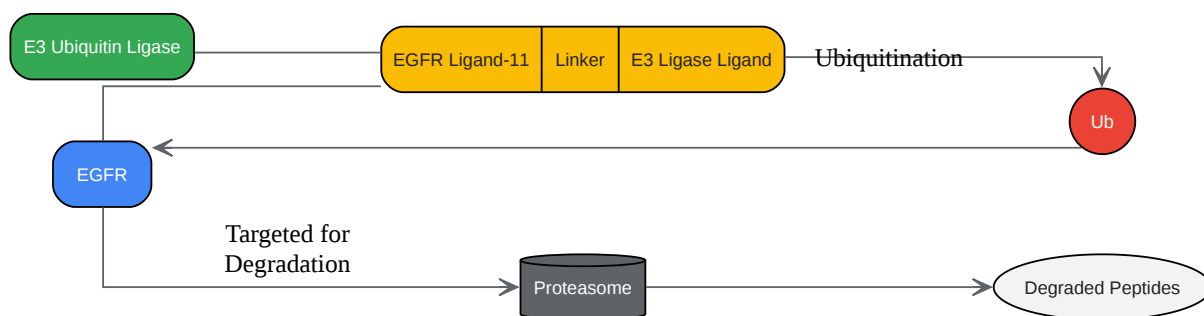 E3 Ubiquitin Ligase
EGFR Ligand-11
Linker
E3 Ligase Ligand
Ubiquitination
Ub
EGFR
Targeted for
Degradation
Proteasome
Degraded Peptides